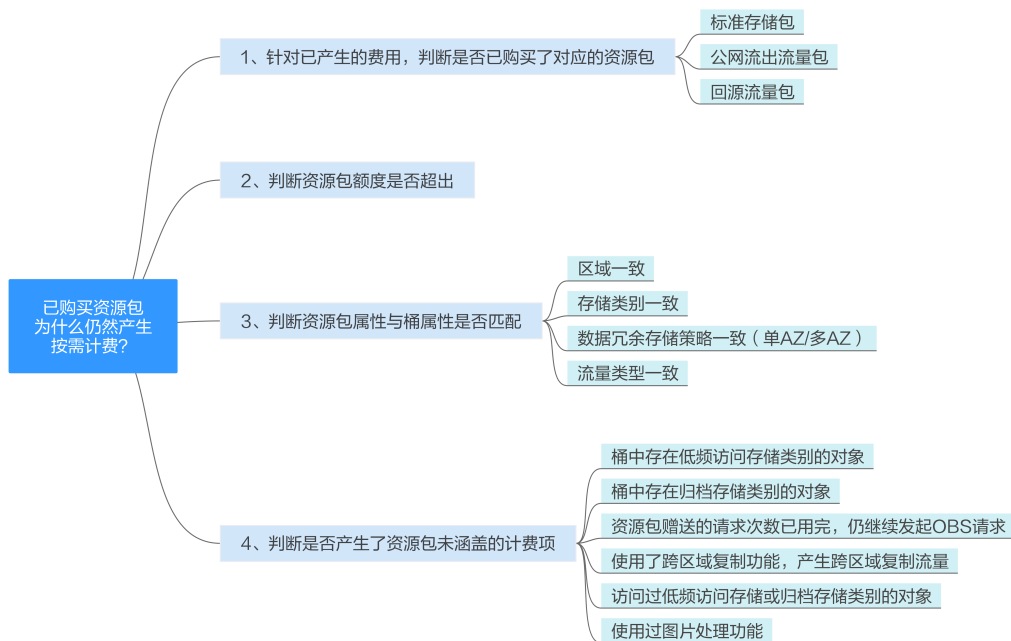 已购买资源包
为什么仍然产生
按需计费？
1、针对已产生的费用，判断是否已购买了对应的资源包
标准存储包
公网流出流量包
回源流量包
2、判断资源包额度是否超出
3、判断资源包属性与桶属性是否匹配
区域一致
存储类别一致
数据冗余存储策略一致（单AZ/多AZ）
流量类型一致
4、判断是否产生了资源包未涵盖的计费项
桶中存在低频访问存储类别的对象
桶中存在归档存储类别的对象
资源包赠送的请求次数已用完，仍继续发起OBS请求
使用了跨区域复制功能，产生跨区域复制流量
访问过低频访问存储或归档存储类别的对象
使用过图片处理功能